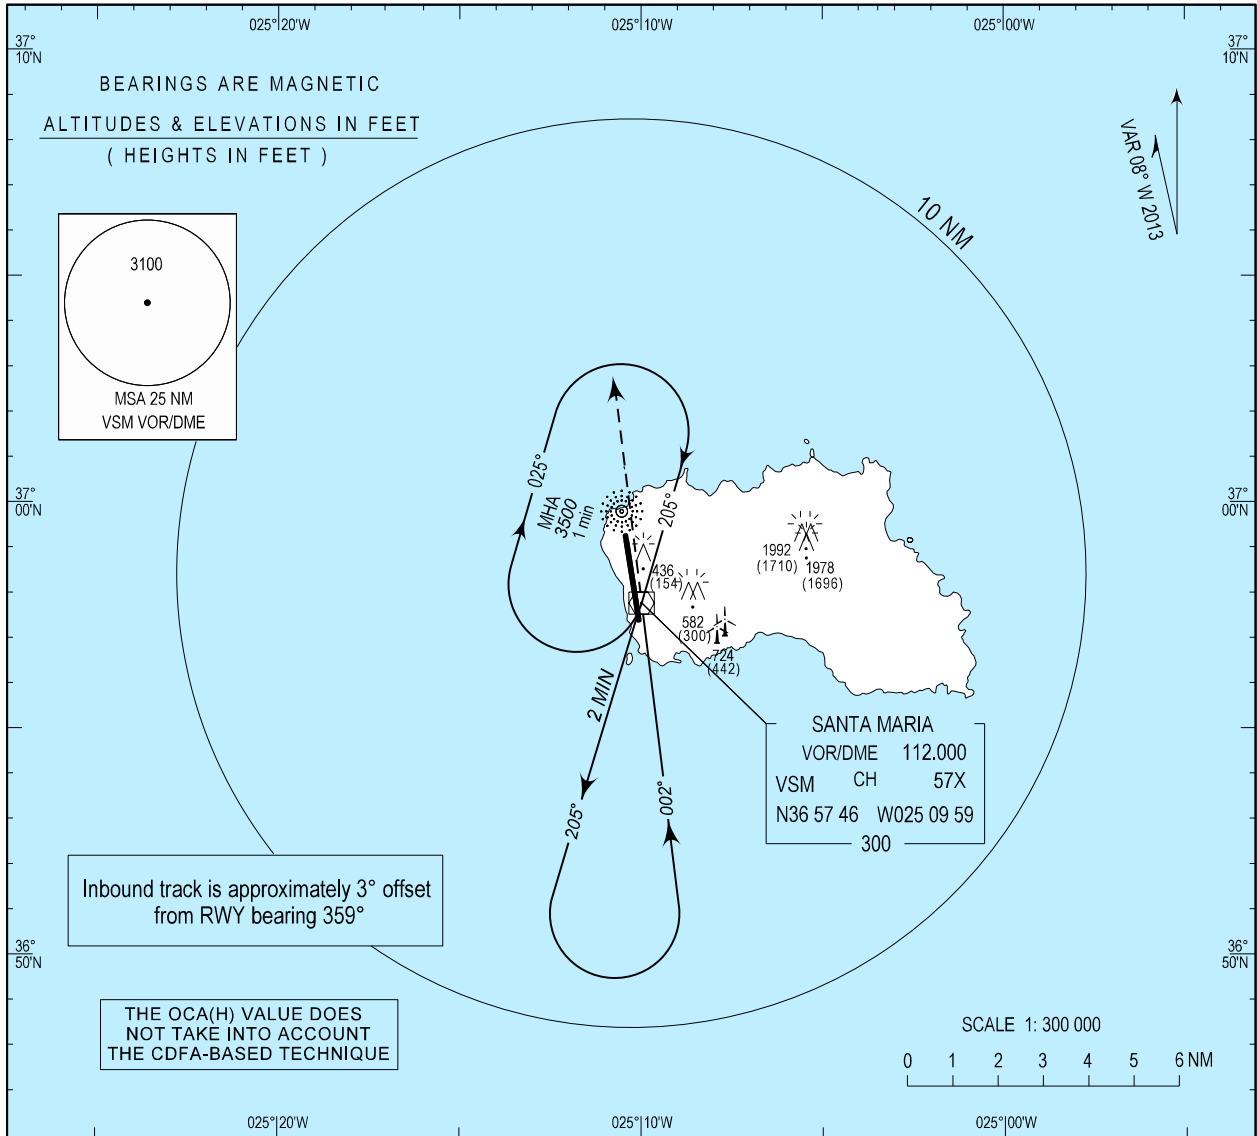 025°20'W
025°10'W
025°00'W
37°
10'N
37°
10'N
BEARINGS ARE MAGNETIC
ALTITUDES & ELEVATIONS IN FEET
( HEIGHTS IN FEET )
VAR 08° W 2013
10 NM
3100
MSA 25 NM
VSM VOR/DME
025°
MHA
3500
1 min
205°
37°
00'N
37°
00'N
436
(154)
582
(300)
724
(442)
1992
(1710)
1978
(1696)
2 MIN
205°
002°
SANTA MARIA
VOR/DME 112.000
VSM CH 57X
N36 57 46 W025 09 59
300
Inbound track is approximately 3° offset
from RWY bearing 359°
36°
50'N
36°
50'N
THE OCA(H) VALUE DOES
NOT TAKE INTO ACCOUNT
THE CDFA-BASED TECHNIQUE
SCALE 1: 300 000
0 1 2 3 4 5 6 NM
025°20'W
025°10'W
025°00'W